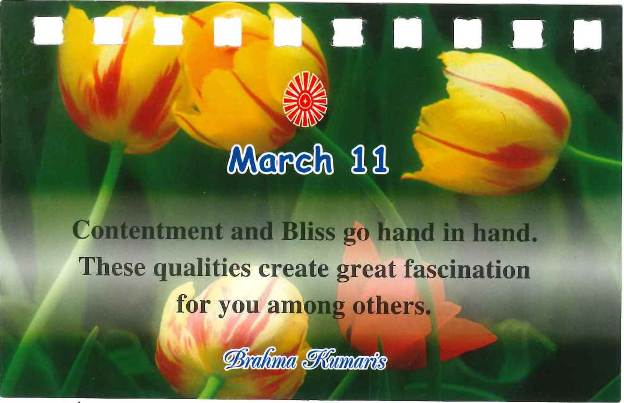 March 11
Contentment and Bliss go hand in hand.
These qualities create great fascination
for you among others.
Brahma Kumaris